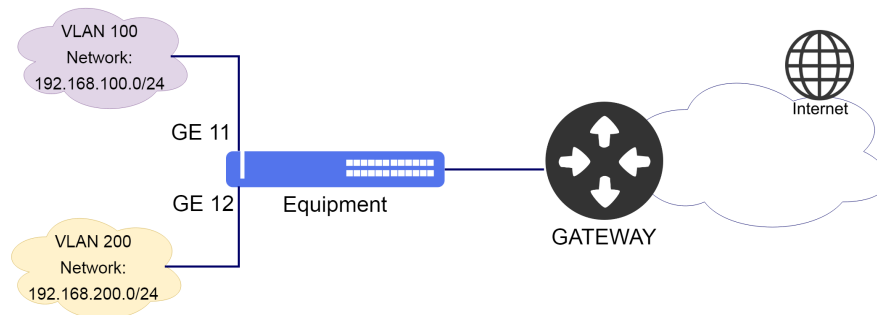 VLAN 100
Network:
192.168.100.0/24
GE 11
GE 12
Equipment
VLAN 200
Network:
192.168.200.0/24
GATEWAY
Internet